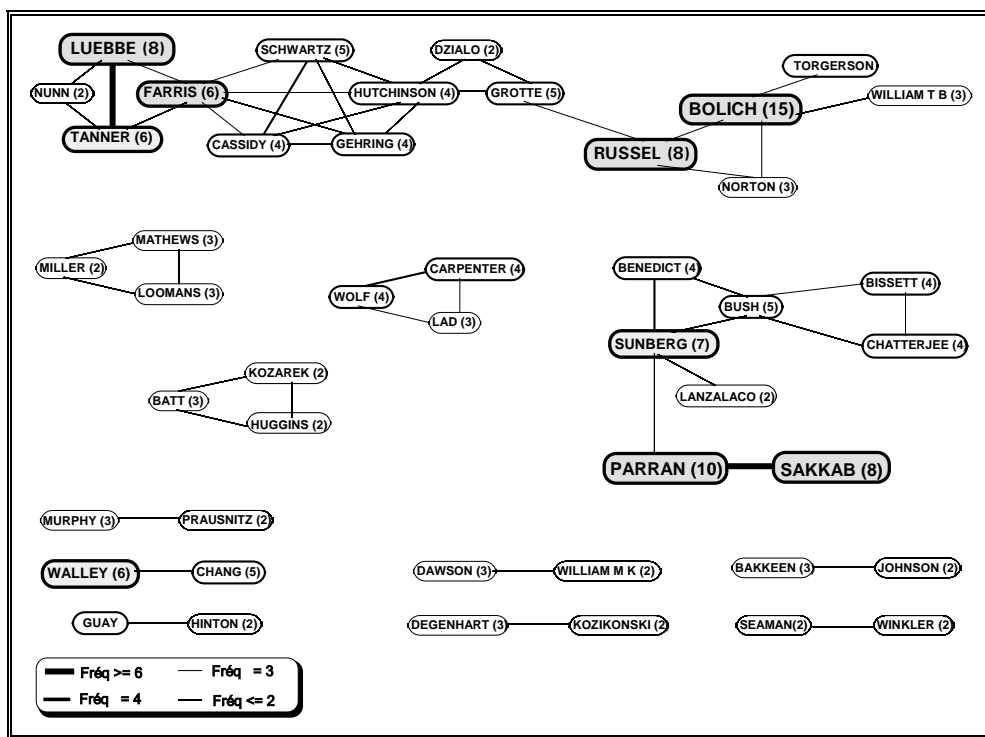 LUEBBE (8)
SCHWARTZ (5)
DZIALO (2)
TORGERSON
NUNN (2)
FARRIS (6)
HUTCHINSON (4)
GROTTE (5)
BOLICH (15)
WILLIAM T B (3)
TANNER (6)
CASSIDY (4)
GEHRING (4)
RUSSEL (8)
NORTON (3)
MATHEWS (3)
MILLER (2)
LOOMANS (3)
CARPENTER (4
WOLF (4)
LAD (3)
BENEDICT (4)
BUSH (5)
BISSETT (4)
SUNBERG (7)
CHATTERJEE (4
LANZALACO (2)
KOZAREK (2)
BATT (3)
HUGGINS (2)
PARRAN (10)
SAKKAB (8)
MURPHY (3)
PRAUSNITZ (2
WALLEY (6)
CHANG (5)
DAWSON (3)
WILLIAM M K (2)
BAKKEEN (3
JOHNSON (2)
GUAY
HINTON (2)
DEGENHART (3
KOZIKONSKI (2
SEAMAN(2)
WINKLER (2)
Fréq >= 6
Fréq = 3
Fréq = 4
Fréq <= 2